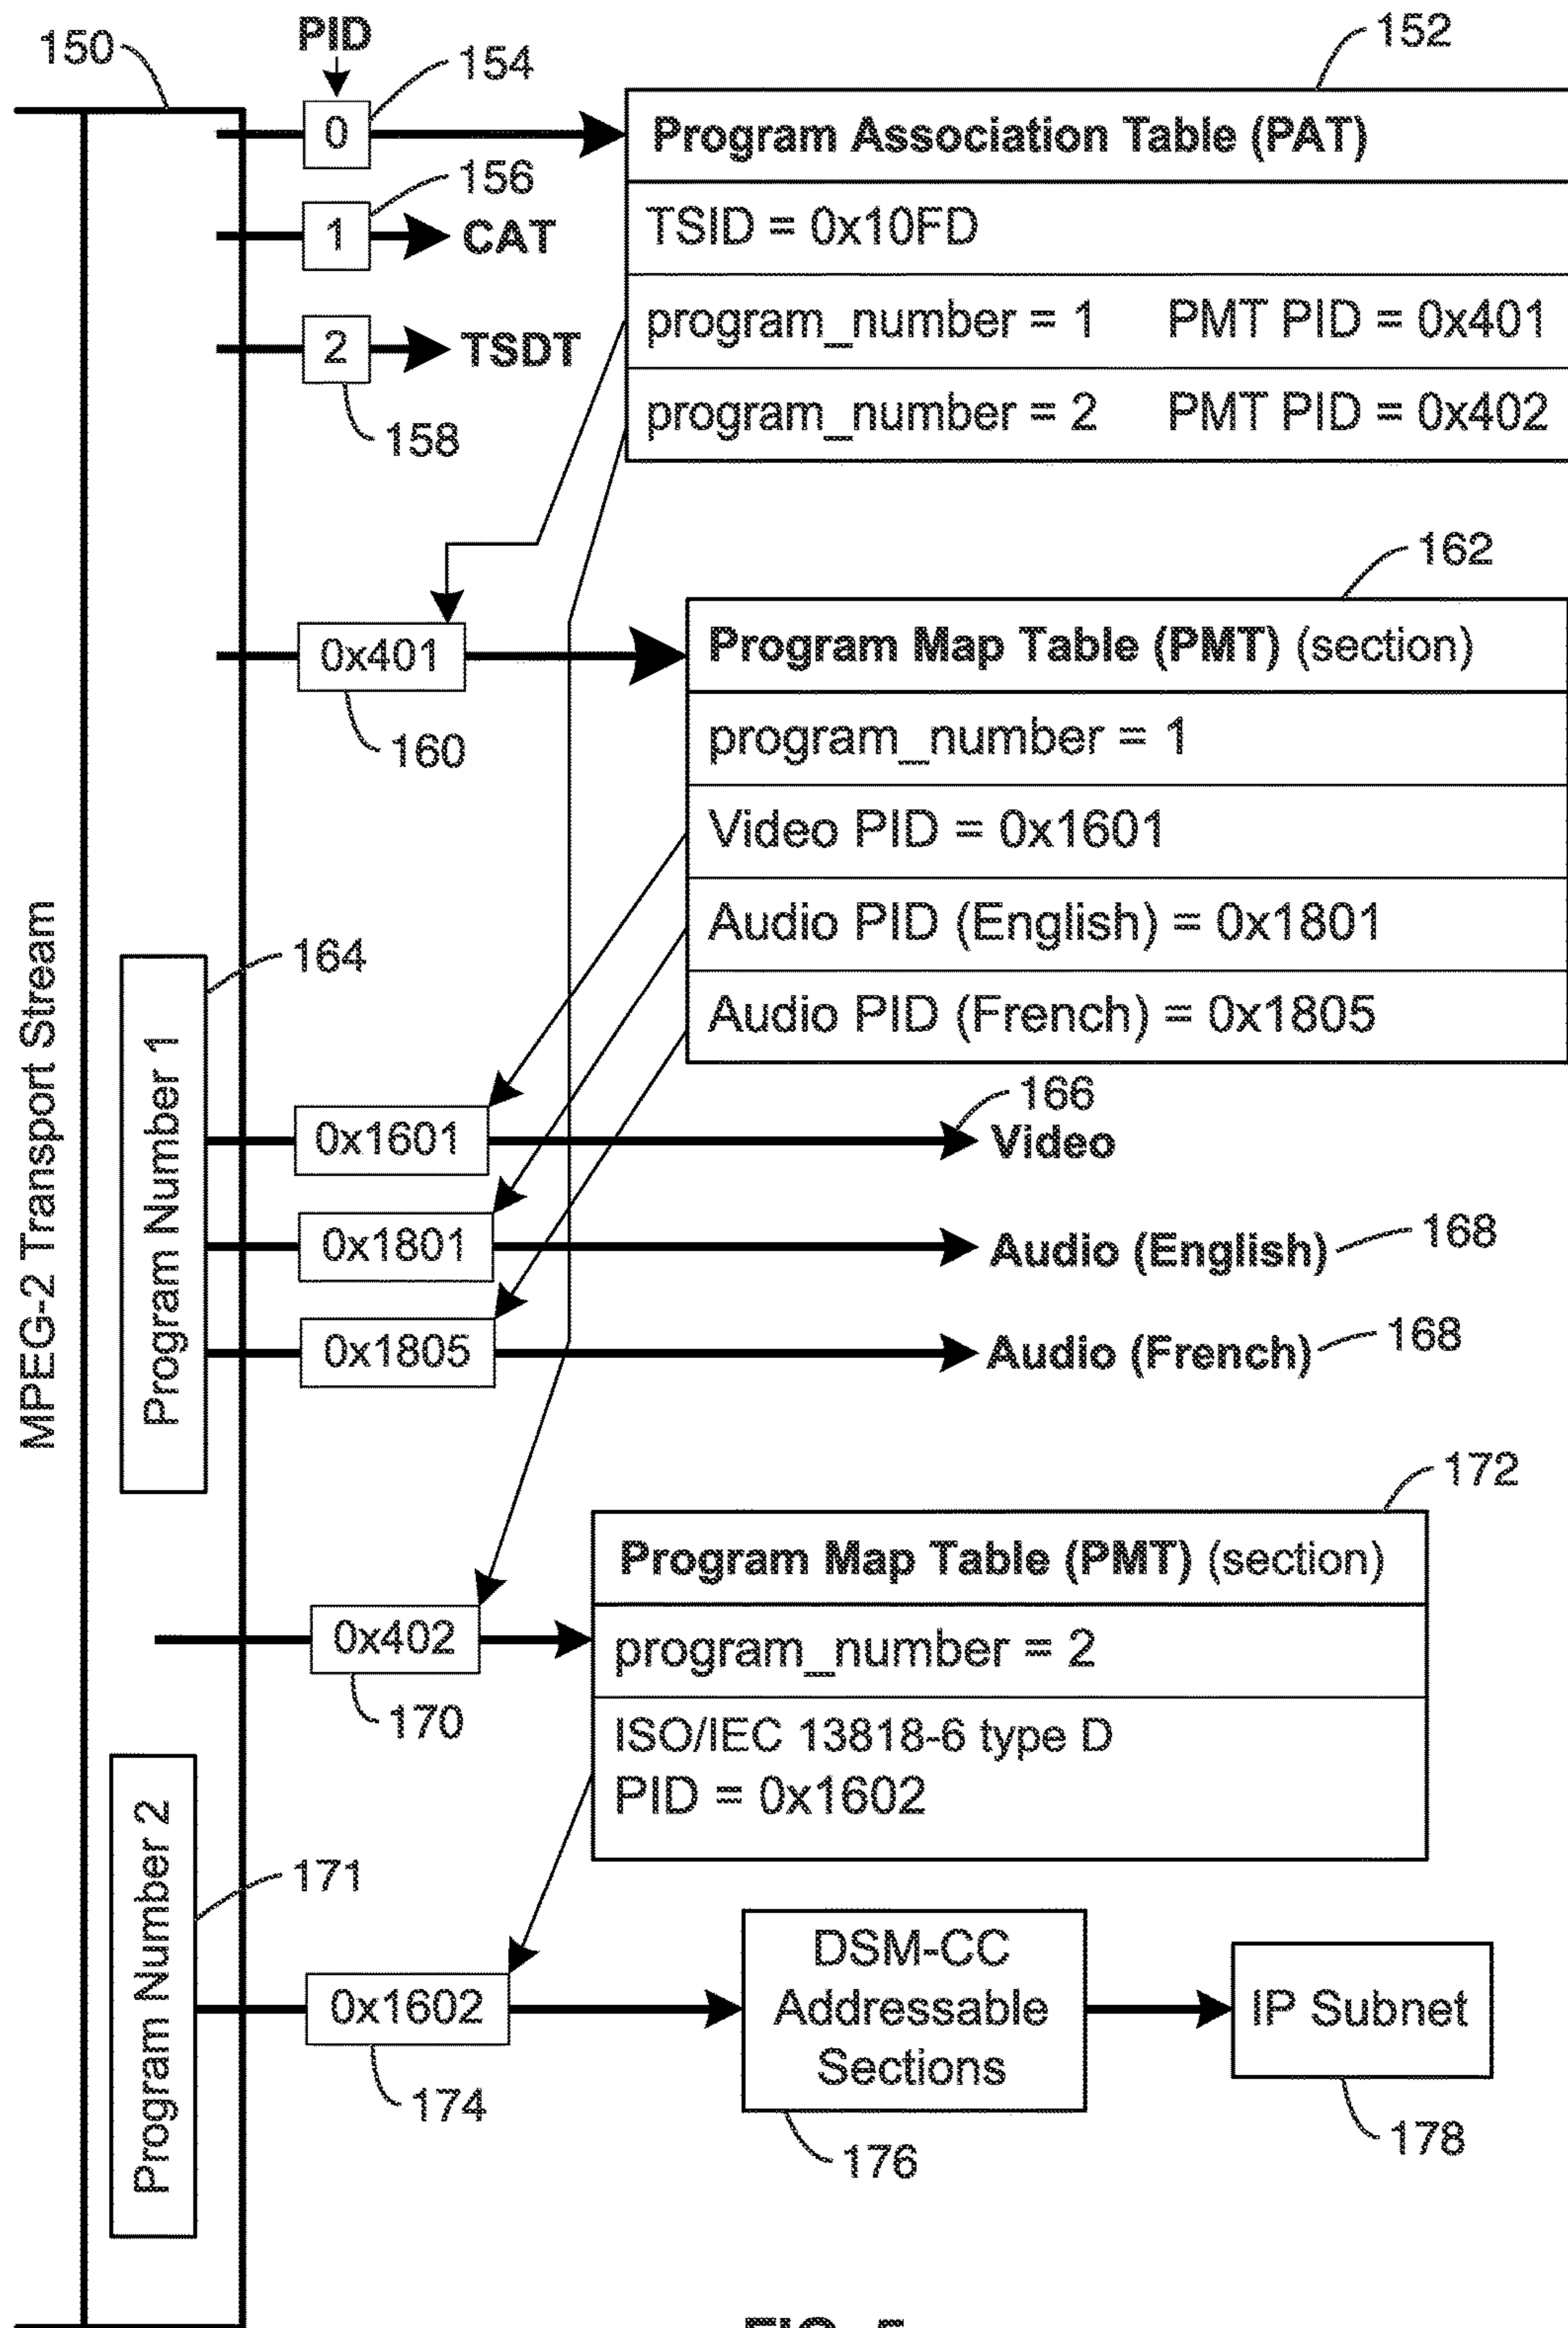 150
PID
154
152
0
Program Association Table (PAT)
156
TSID = 0x10FD
1
CAT
program_number = 1 PMT PID = 0x401
2
TSDT
program_number = 2 PMT PID = 0x402
158
162
0x401
Program Map Table (PMT) (section)
160
program_number = 1
Video PID = 0x1601
Audio PID (English) = 0x1801
Audio PID (French) = 0x1805
MPEG-2 Transport Stream
164
Program Number 1
166
0x1601
Video
0x1801
Audio (English)
168
0x1805
Audio (French)
168
172
Program Map Table (PMT) (section)
0x402
program_number = 2
170
ISO/IEC 13818-6 type D
PID = 0x1602
171
Program Number 2
0x1602
DSM-CC
Addressable
Sections
IP Subnet
174
176
178